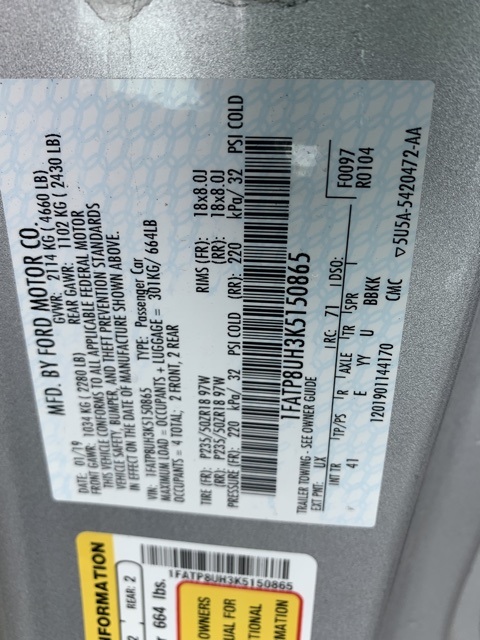 MFD. BY FORD MOTOR CO.
DATE: 01/19 GVWR: 2114 KG ( 4660 LB)
FRONT GAWR: 1034 KG ( 2280 LB) REAR GAWR: 1102 KG ( 2430 LB)
THIS VEHICLE CONFORMS TO ALL APPLICABLE FEDERAL MOTOR
VEHICLE SAFETY, BUMPER, AND THEFT PREVENTION STANDARDS
IN EFFECT ON THE DATE OF MANUFACTURE SHOWN ABOVE.
VIN: 1FATP8UH3K5150865 TYPE: Passenger Car
MAXIMUM LOAD = OCCUPANTS + LUGGAGE = 301KG/ 664LB
OCCUPANTS = 4 TOTAL; 2 FRONT, 2 REAR
TIRE (FR): P235/50ZR18 97W RIMS (FR): 18x8.0J
(RR): P235/50ZR18 97W (RR): 18x8.0J
PRESSURE (FR): 220 kPa/ 32 PSI COLD (RR): 220 kPa/ 32 PSI COLD
1FATP8UH3K5150865
TRAILER TOWING - SEE OWNER GUIDE
EXT PNT: UX RC: 71 DSO: F0097
R0104
INT TR TP/PS R AXLE TR SPR
41 E YY U BBKK
1201901144170 CMC
▽5U5A-5420472-AA
INFORMATION
REAR: 2
664 lbs.
1FATP8UH3K5150865
OWNERS